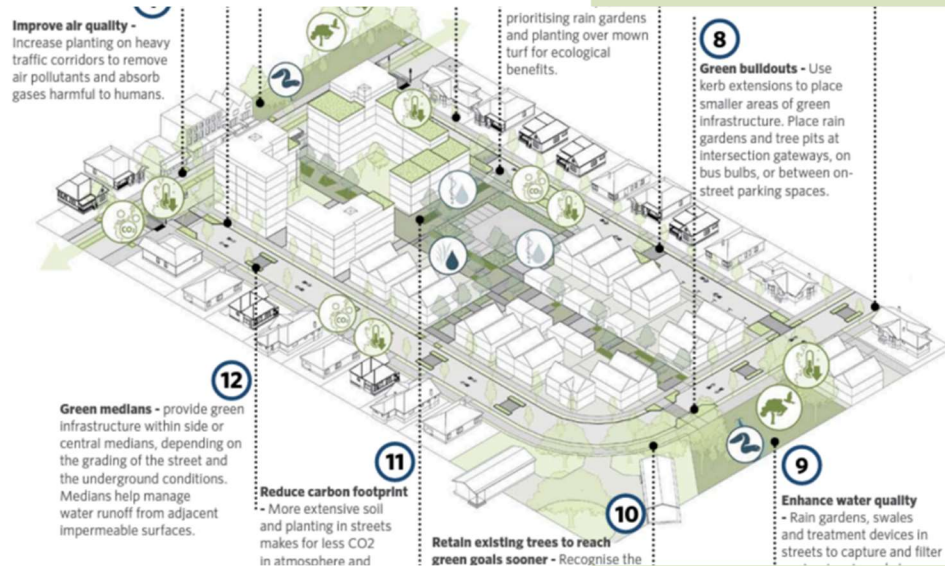 Improve air quality -
Increase planting on heavy
traffic corridors to remove
air pollutants and absorb
gases harmful to humans.
prioritising rain gardens
and planting over mown
turf for ecological
benefits.
8
Green buildouts - Use
kerb extensions to place
smaller areas of green
infrastructure. Place rain
gardens and tree pits at
intersection gateways, on
bus bulbs, or between on-
street parking spaces.
CO₂
CO₂
CO₂
12
Green medians - provide green
infrastructure within side or
central medians, depending on
the grading of the street and
the underground conditions.
Medians help manage
water runoff from adjacent
impermeable surfaces.
11
Reduce carbon footprint
- More extensive soil
and planting in streets
makes for less CO2
in atmosphere and
10
Retain existing trees to reach
green goals sooner - Recognise the
9
Enhance water quality
- Rain gardens, swales
and treatment devices in
streets to capture and filter